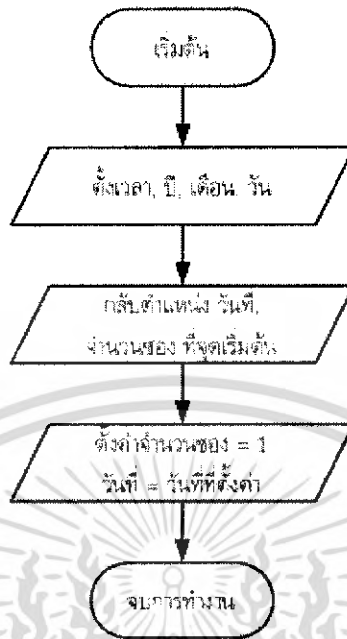 เริ่มต้น
ตั้งเวลา, ปี, เดือน, วัน
กลับตำแหน่ง วันที่,
จำนวนซอง ที่จุดเริ่มต้น
ตั้งค่าจำนวนซอง = 1
วันที่ = วันที่ที่ตั้งค่า
จบการทำงาน